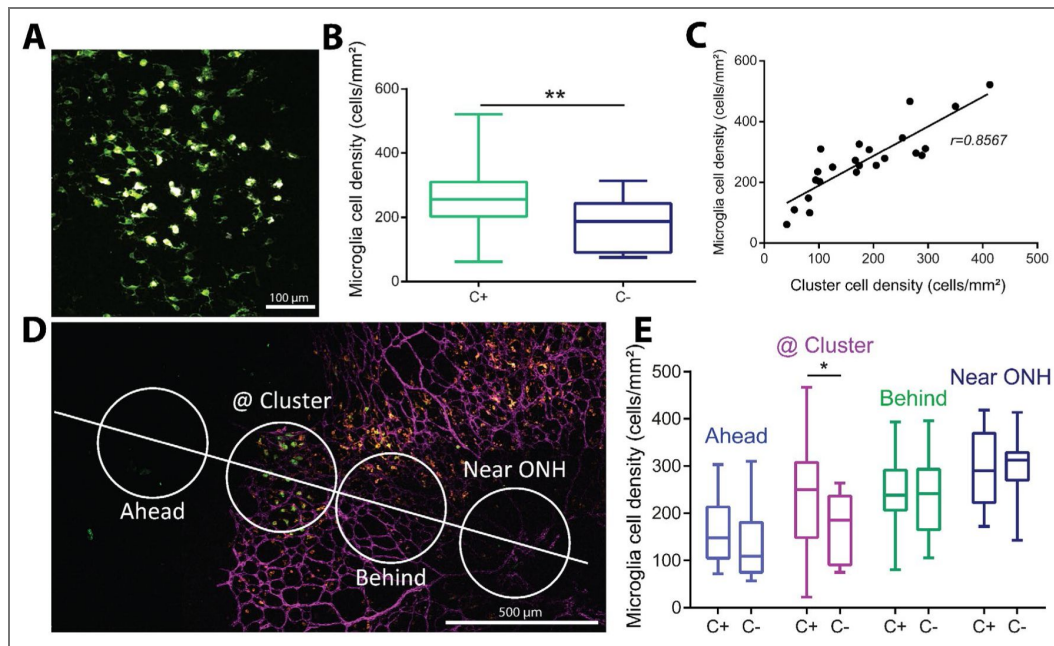 A
100 µm
B
Microglia cell density (cells/mm²)
600
400
200
0
**
C+
C-
C
Microglia cell density (cells/mm²)
600
400
200
0
r=0.8567
0
100
200
300
400
500
Cluster cell density (cells/mm²)
D
@ Cluster
Near ONH
Ahead
Behind
500 µm
E
Microglia cell density (cells/mm²)
500
400
300
200
100
0
Ahead
@ Cluster
*
Behind
Near ONH
C+
C-
C+
C-
C+
C-
C+
C-